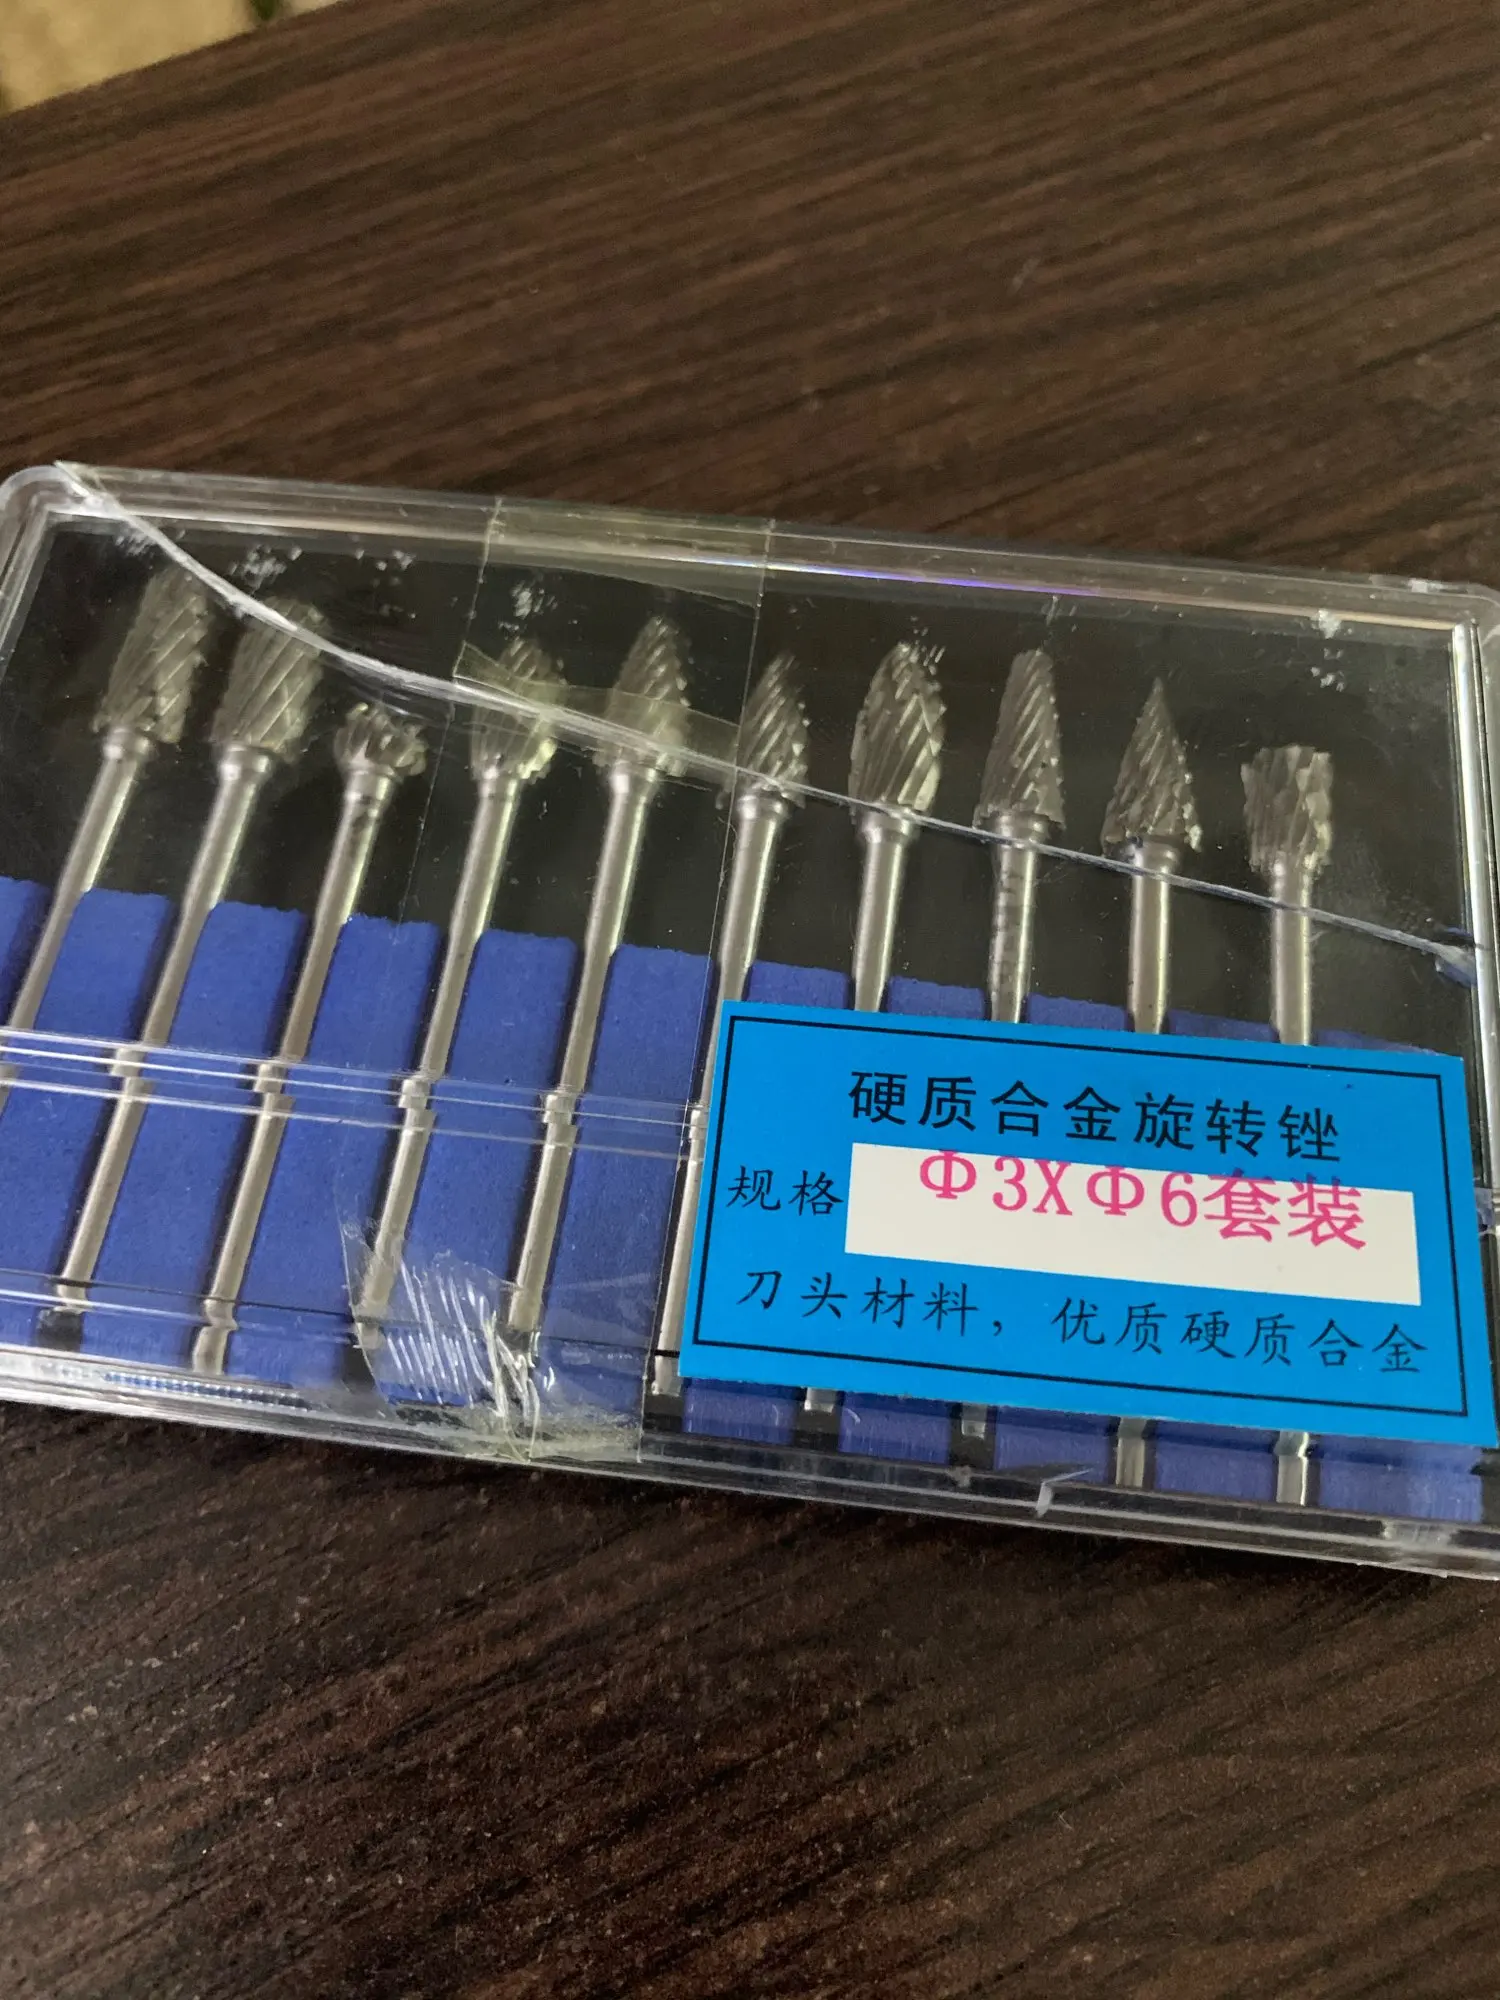 硬质合金旋转锉
规格 Φ3XΦ6套装
刀头材料，优质硬质合金